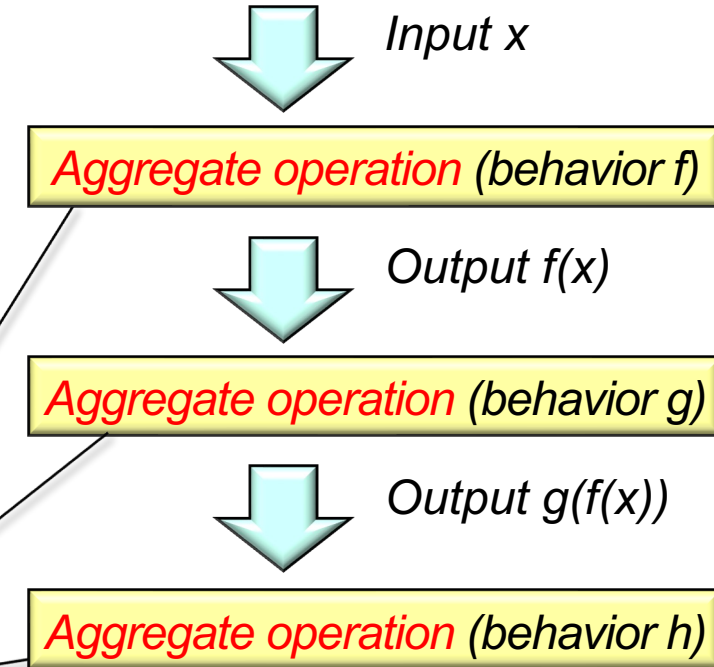 Input x
Aggregate operation (behavior f)
Output f(x)
Aggregate operation (behavior g)
Output g(f(x))
Aggregate operation (behavior h)